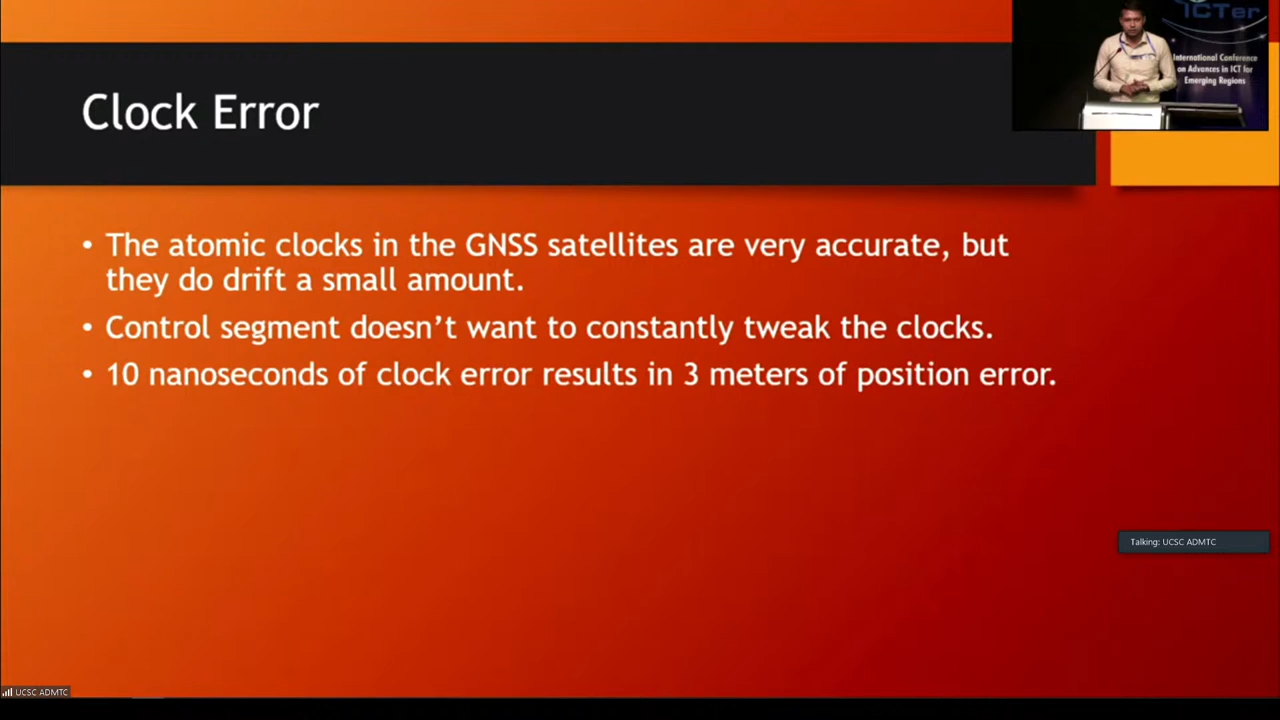 ICTer
International Conference
on Advances in ICT for
Emerging Regions
Clock Error
• The atomic clocks in the GNSS satellites are very accurate, but
they do drift a small amount.
• Control segment doesn’t want to constantly tweak the clocks.
• 10 nanoseconds of clock error results in 3 meters of position error.
Talking: UCSC ADMTC
UCSC ADMTC